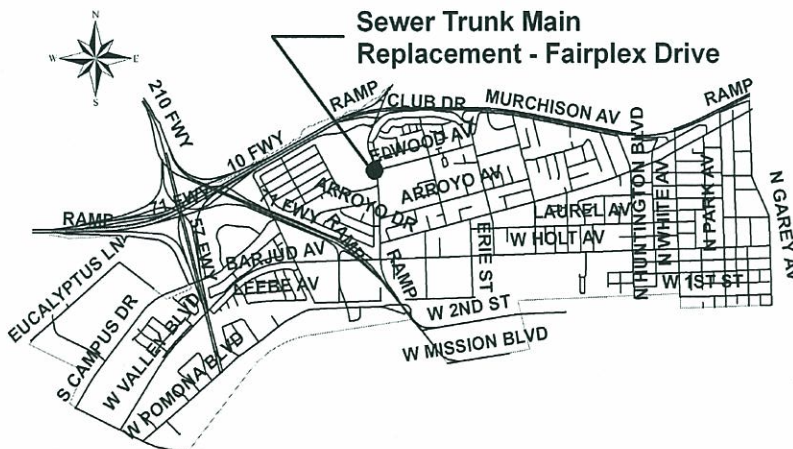 Sewer Trunk Main
Replacement - Fairplex Drive
N
W
E
S
210 FWY
RAMP
CLUB DR
MURCHISON AV
RAMP
10 FWY
EDWOOD AV
71 FWY
RAMP
57 FWY
71 FWY
RAMP
ARROYO DR
ARROYO AV
LAUREL AV
W HOLT AV
N HUNTINGTON BLVD
N WHITE AV
N PARK AV
N GAREY AV
ERIE ST
BARJUD AV
RAMP
W 1ST ST
EUCALYPTUS LN
S CAMPUS DR
W VALLEY BLVD
W POMONA BLVD
W 2ND ST
W MISSION BLVD